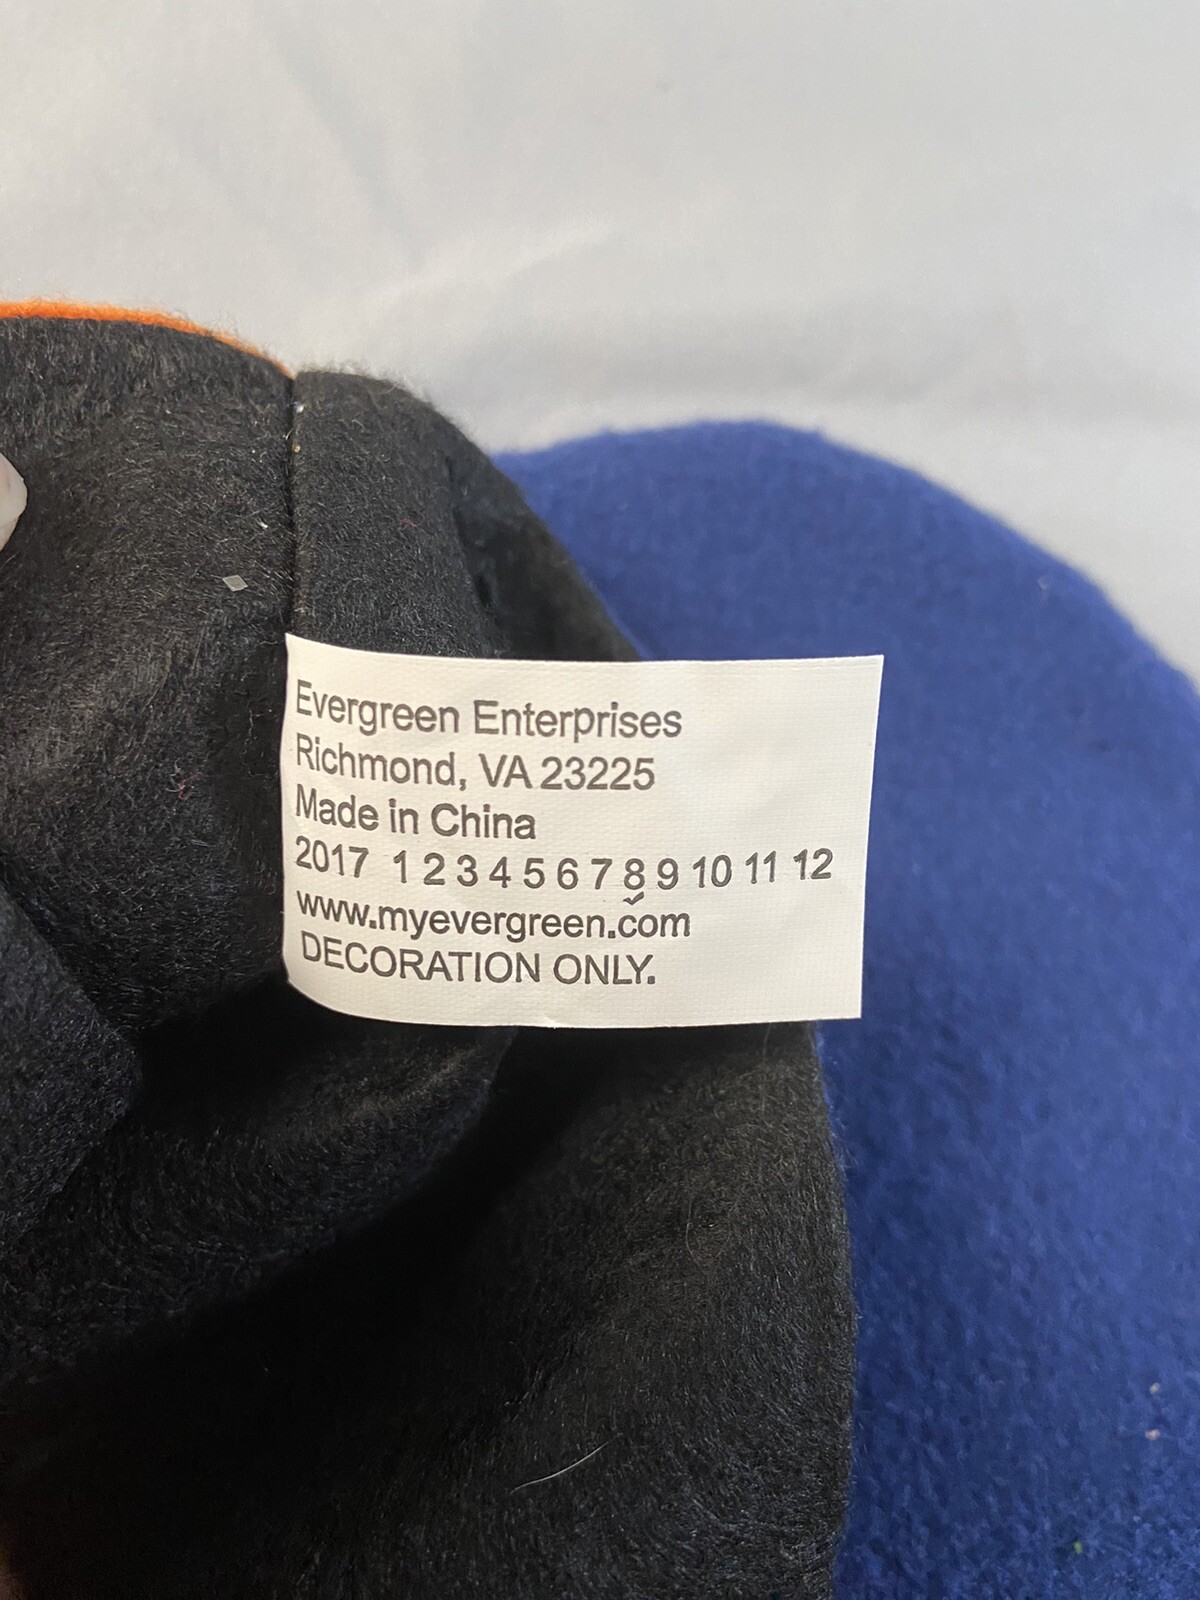 Evergreen Enterprises
Richmond, VA 23225
Made in China
2017 1 2 3 4 5 6 7 8 9 10 11 12
www.myevergreen.com
DECORATION ONLY.